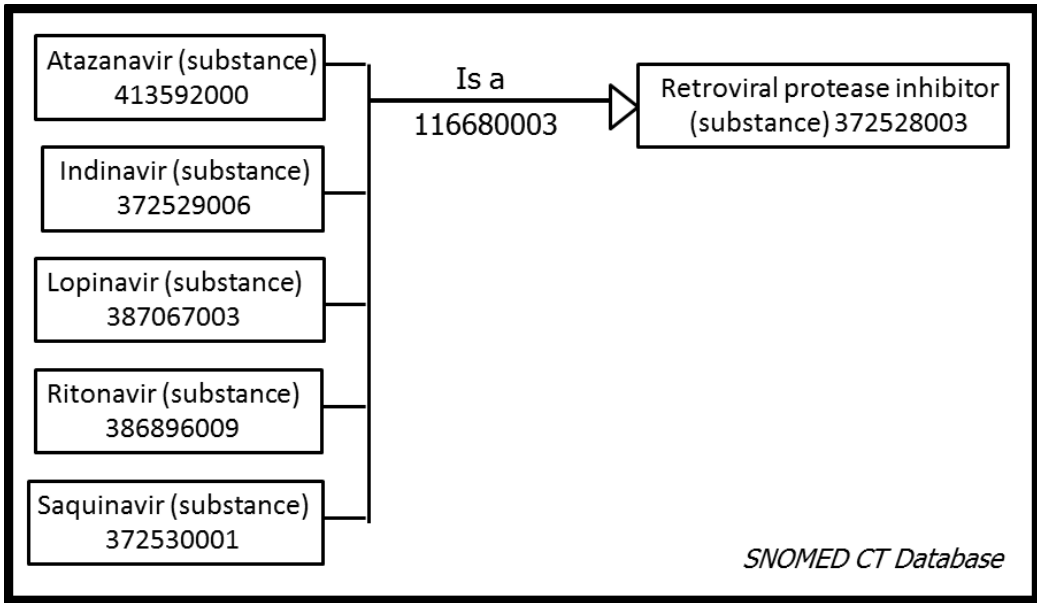 Atazanavir (substance)
413592000
Indinavir (substance)
372529006
Lopinavir (substance)
387067003
Ritonavir (substance)
386896009
Saquinavir (substance)
372530001
Is a
116680003
Retroviral protease inhibitor
(substance) 372528003
SNOMED CT Database